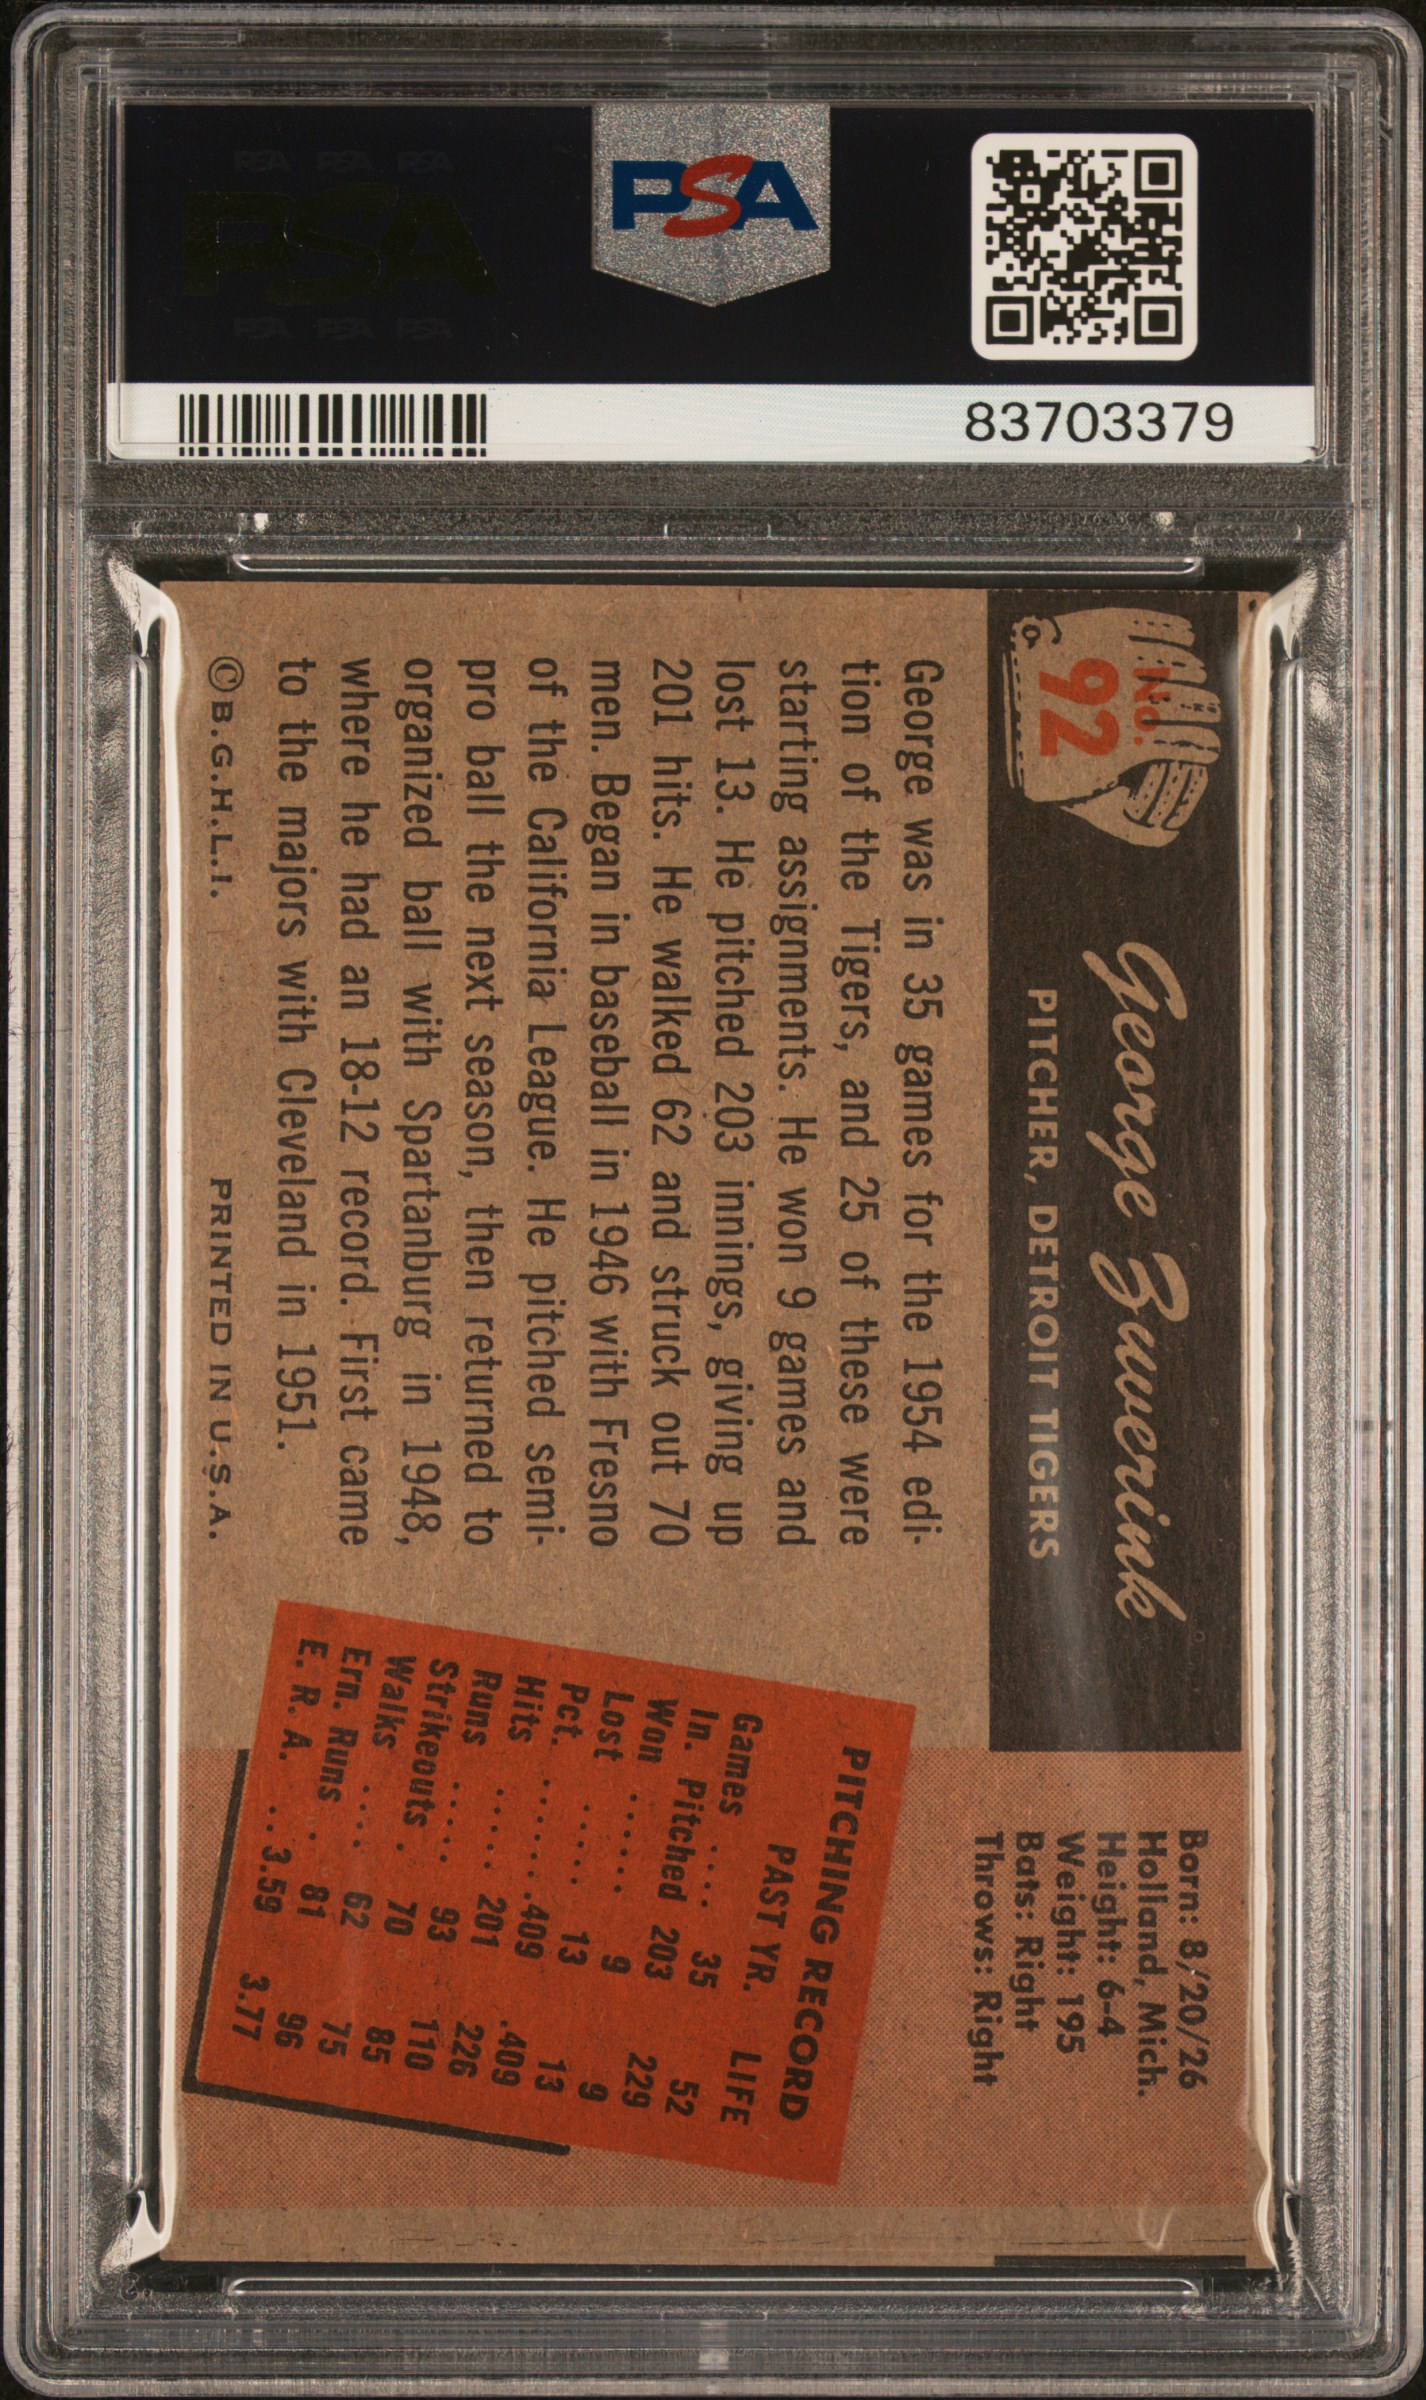 PSA PSA PSA
PSA
PSA PSA PSA
PSA
83703379
No.
92
George Zuverink
PITCHER, DETROIT TIGERS
Born: 8/20/26
Holland, Mich.
Height: 6-4
Weight: 195
Bats: Right
Throws: Right
George was in 35 games for the 1954 edi-
tion of the Tigers, and 25 of these were
starting assignments. He won 9 games and
lost 13. He pitched 203 innings, giving up
201 hits. He walked 62 and struck out 70
men. Began in baseball in 1946 with Fresno
of the California League. He pitched semi-
pro ball the next season, then returned to
organized ball with Spartanburg in 1948,
where he had an 18-12 record. First came
to the majors with Cleveland in 1951.
PITCHING RECORD
PAST YR. LIFE
Games .... 35 52
In. Pitched 203 229
Won ...... 9 9
Lost ..... 13 13
Pct. ...... .409 .409
Hits ..... 201 226
Runs ..... 93 110
Strikeouts . 70 85
Walks .... 62 75
Ern. Runs . 81 96
E. R. A. .. 3.59 3.77
©B.G.H.L.I. PRINTED IN U.S.A.